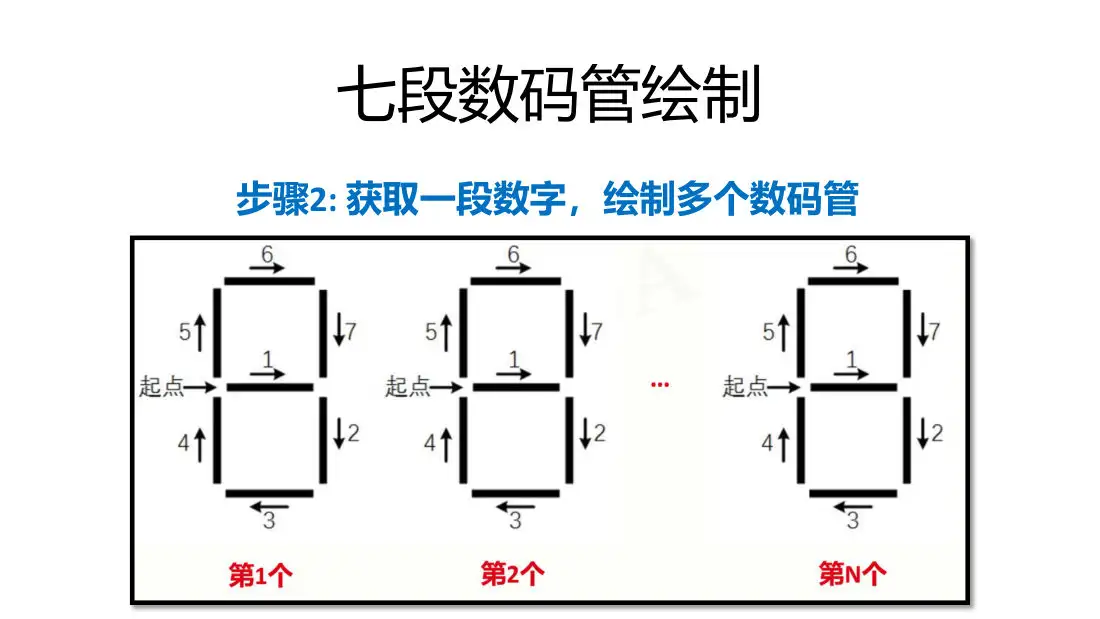 七段数码管绘制
步骤2: 获取一段数字，绘制多个数码管
6 6 6
5 7 5 7 5 7
1 1 1
起点 起点 ... 起点
4 2 4 2 4 2
3 3 3
第1个 第2个 第N个